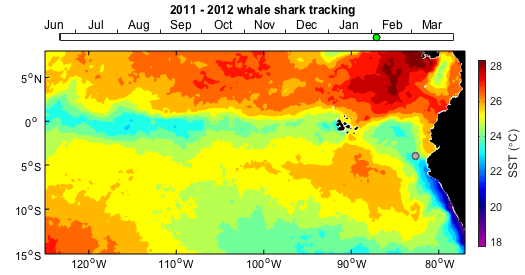 2011 - 2012 whale shark tracking
Jun Jul Aug Sep Oct Nov Dec Jan Feb Mar
5°N
0°
5°S
10°S
15°S
120°W 110°W 100°W 90°W 80°W
28
26
24
22
20
18
SST (°C)